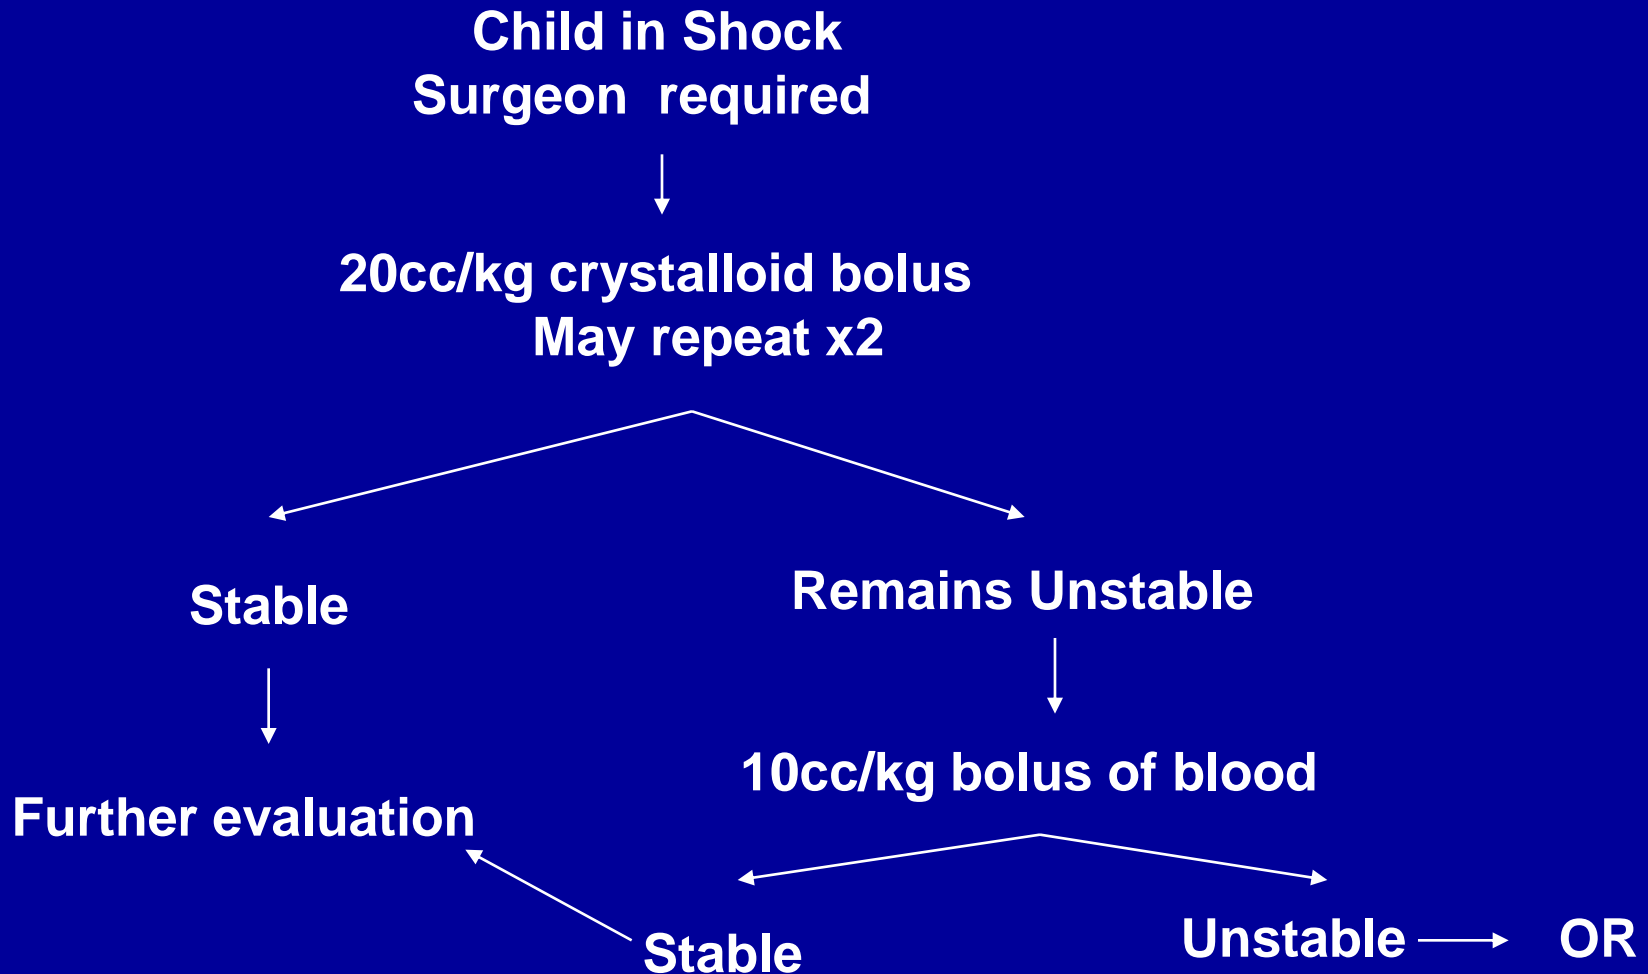 Child in Shock
Surgeon required
20cc/kg crystalloid bolus
May repeat x2
Stable
Remains Unstable
10cc/kg bolus of blood
Further evaluation
Stable
Unstable
OR